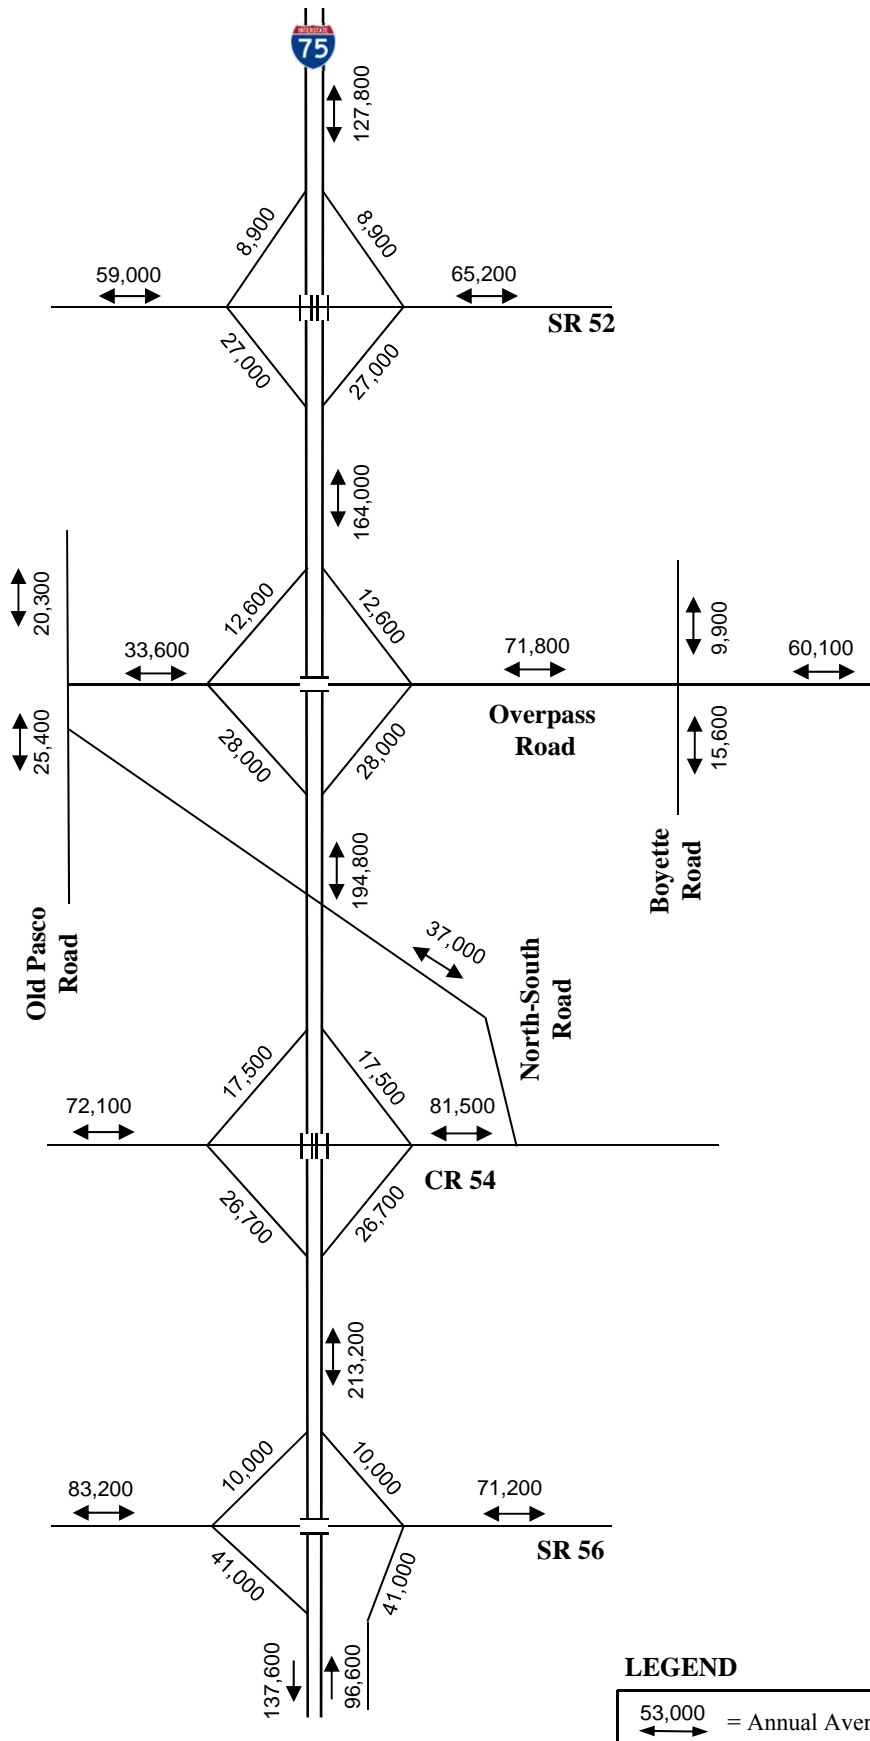 INTERSTATE
75
127,800
8,900
8,900
59,000
65,200
SR 52
27,000
27,000
164,000
20,300
12,600
12,600
9,900
33,600
71,800
60,100
25,400
28,000
28,000
Overpass
Road
15,600
194,800
Boyette
Road
Old Pasco
Road
37,000
North-South
Road
17,500
17,500
72,100
81,500
CR 54
26,700
26,700
213,200
10,000
10,000
83,200
71,200
SR 56
41,000
41,000
137,600
96,600
LEGEND
53,000 = Annual Aver